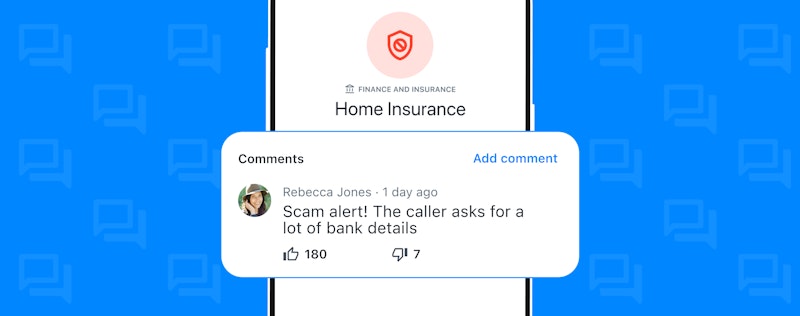 FINANCE AND INSURANCE
Home Insurance
Comments
Add comment
Rebecca Jones · 1 day ago
Scam alert! The caller asks for a
lot of bank details
180
7